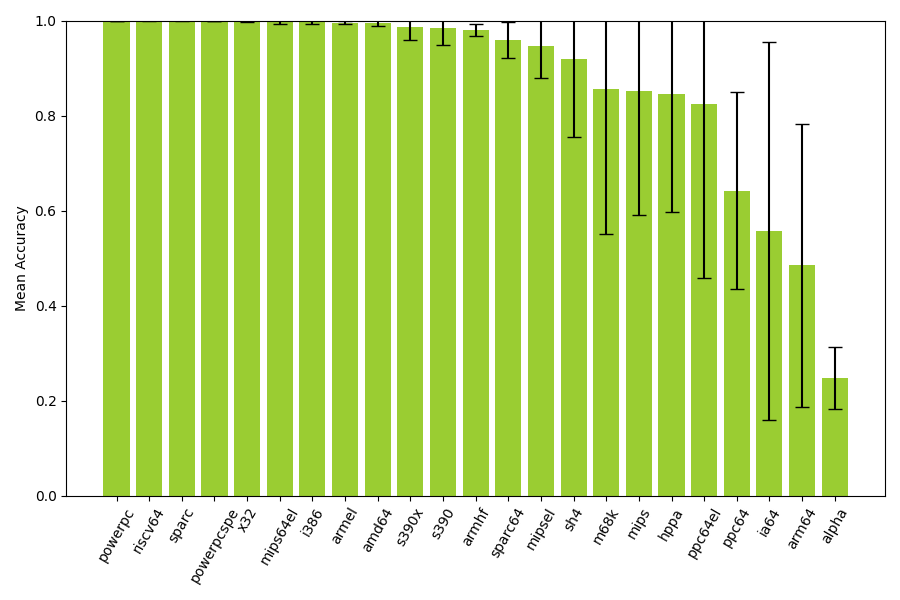 1.0
0.8
0.6
0.4
0.2
0.0
Mean Accuracy
powerpc
riscv64
sparc
powerpcspe
x32
mips64el
i386
armel
amd64
s390x
s390
armhf
sparc64
mipsel
sh4
m68k
mips
hppa
ppc64el
ppc64
ia64
arm64
alpha